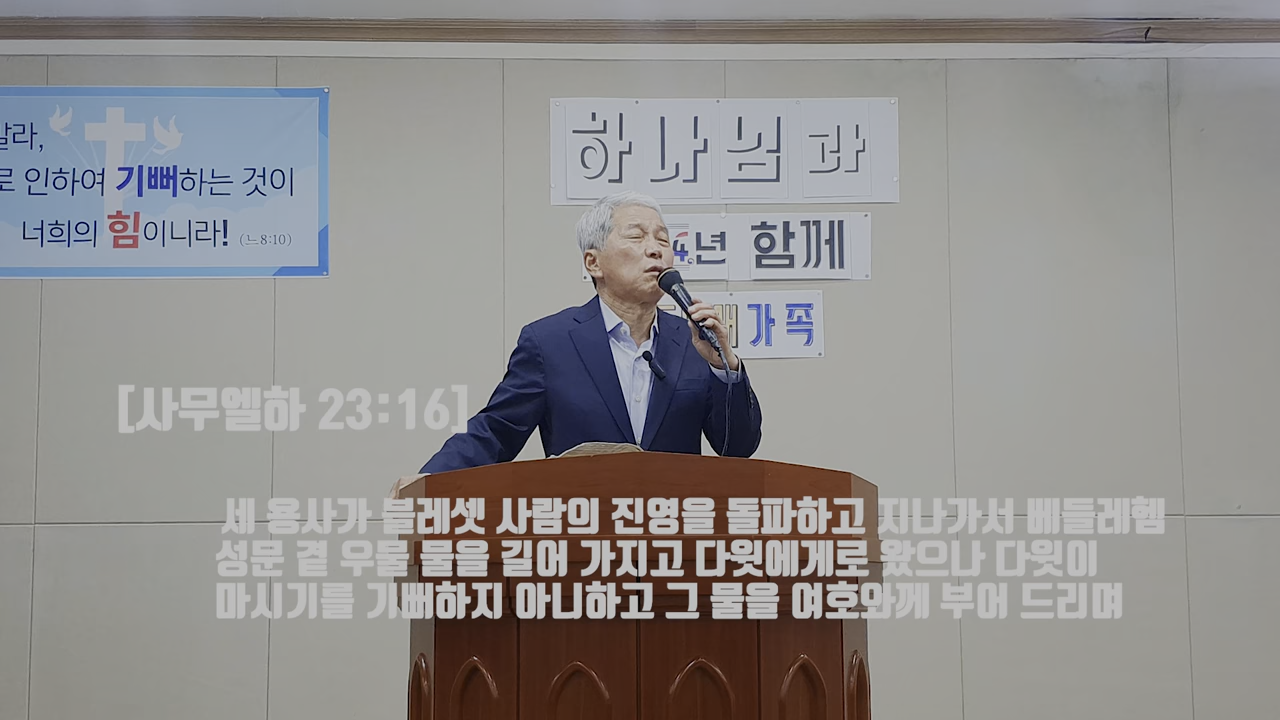 말라,
로 인하여 기뻐하는 것이
너희의 힘이니라! (느8:10)
하나님과
4년 함께
가족
[사무엘하 23:16]
세 용사가 블레셋 사람의 진영을 돌파하고 지나가서 베들레헴
성문 곁 우물 물을 길어 가지고 다윗에게로 왔으나 다윗이
마시기를 기뻐하지 아니하고 그 물을 여호와께 부어 드리며